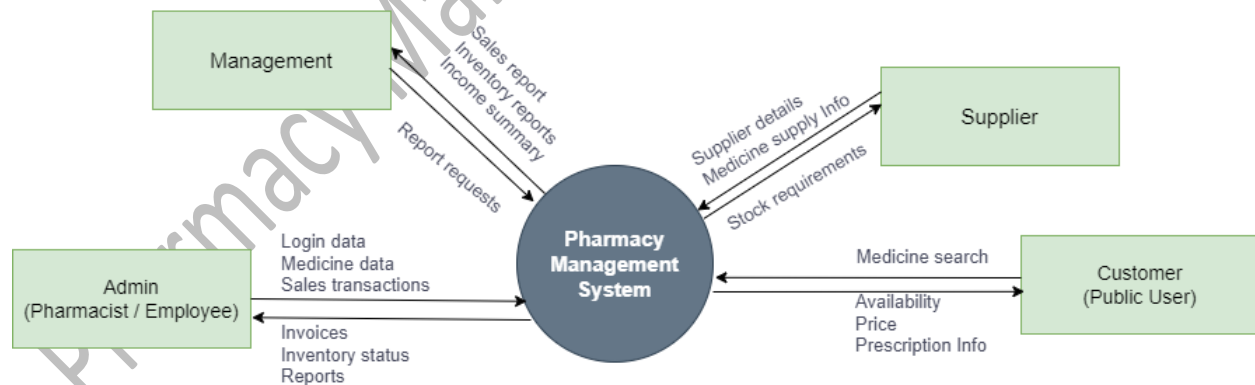 Pharmacy Ma
Management
Sales report
Inventory reports
Income summary
Report requests
Supplier details
Medicine supply Info
Stock requirements
Supplier
Pharmacy
Management
System
Login data
Medicine data
Sales transactions
Admin
(Pharmacist / Employee)
Invoices
Inventory status
Reports
Medicine search
Availability
Price
Prescription Info
Customer
(Public User)